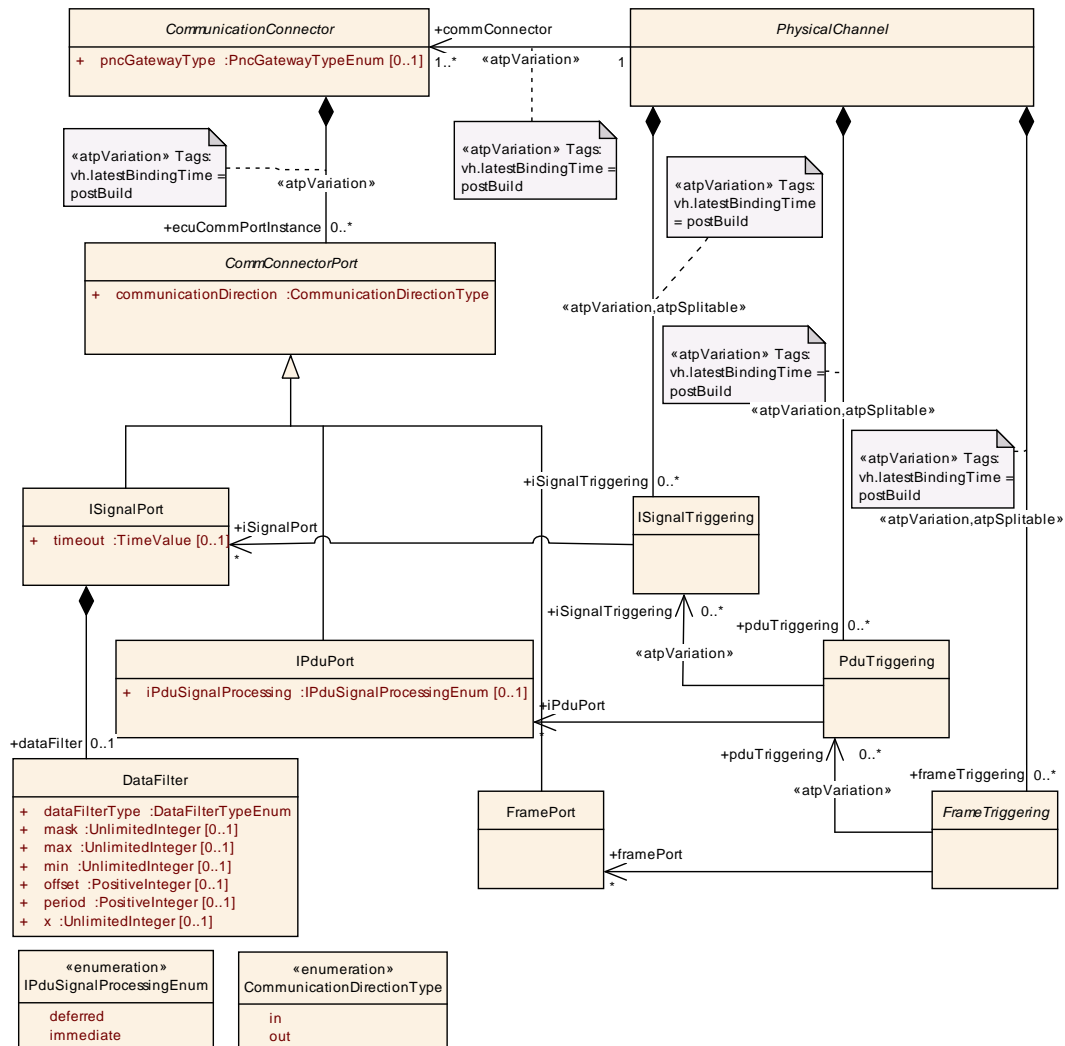 CommunicationConnector
+ pncGatewayType :PncGatewayTypeEnum [0..1]
+commConnector
1..*
«atpVariation»
1
PhysicalChannel
«atpVariation» Tags:
vh.latestBindingTime =
postBuild
«atpVariation»
«atpVariation» Tags:
vh.latestBindingTime =
postBuild
«atpVariation» Tags:
vh.latestBindingTime
= postBuild
+ecuCommPortInstance 0..*
CommConnectorPort
+ communicationDirection :CommunicationDirectionType
«atpVariation,atpSplitable»
«atpVariation» Tags:
vh.latestBindingTime =
postBuild
«atpVariation,atpSplitable»
«atpVariation» Tags:
vh.latestBindingTime =
postBuild
«atpVariation,atpSplitable»
+iSignalTriggering 0..*
ISignalPort
+ timeout :TimeValue [0..1]
+iSignalPort
*
ISignalTriggering
+iSignalTriggering 0..*
«atpVariation»
+pduTriggering 0..*
IPduPort
+ iPduSignalProcessing :IPduSignalProcessingEnum [0..1]
+iPduPort
*
PduTriggering
+pduTriggering 0..*
«atpVariation»
+frameTriggering 0..*
+dataFilter 0..1
DataFilter
+ dataFilterType :DataFilterTypeEnum
+ mask :UnlimitedInteger [0..1]
+ max :UnlimitedInteger [0..1]
+ min :UnlimitedInteger [0..1]
+ offset :PositiveInteger [0..1]
+ period :PositiveInteger [0..1]
+ x :UnlimitedInteger [0..1]
FramePort
+framePort
*
FrameTriggering
«enumeration»
IPduSignalProcessingEnum
deferred
immediate
«enumeration»
CommunicationDirectionType
in
out